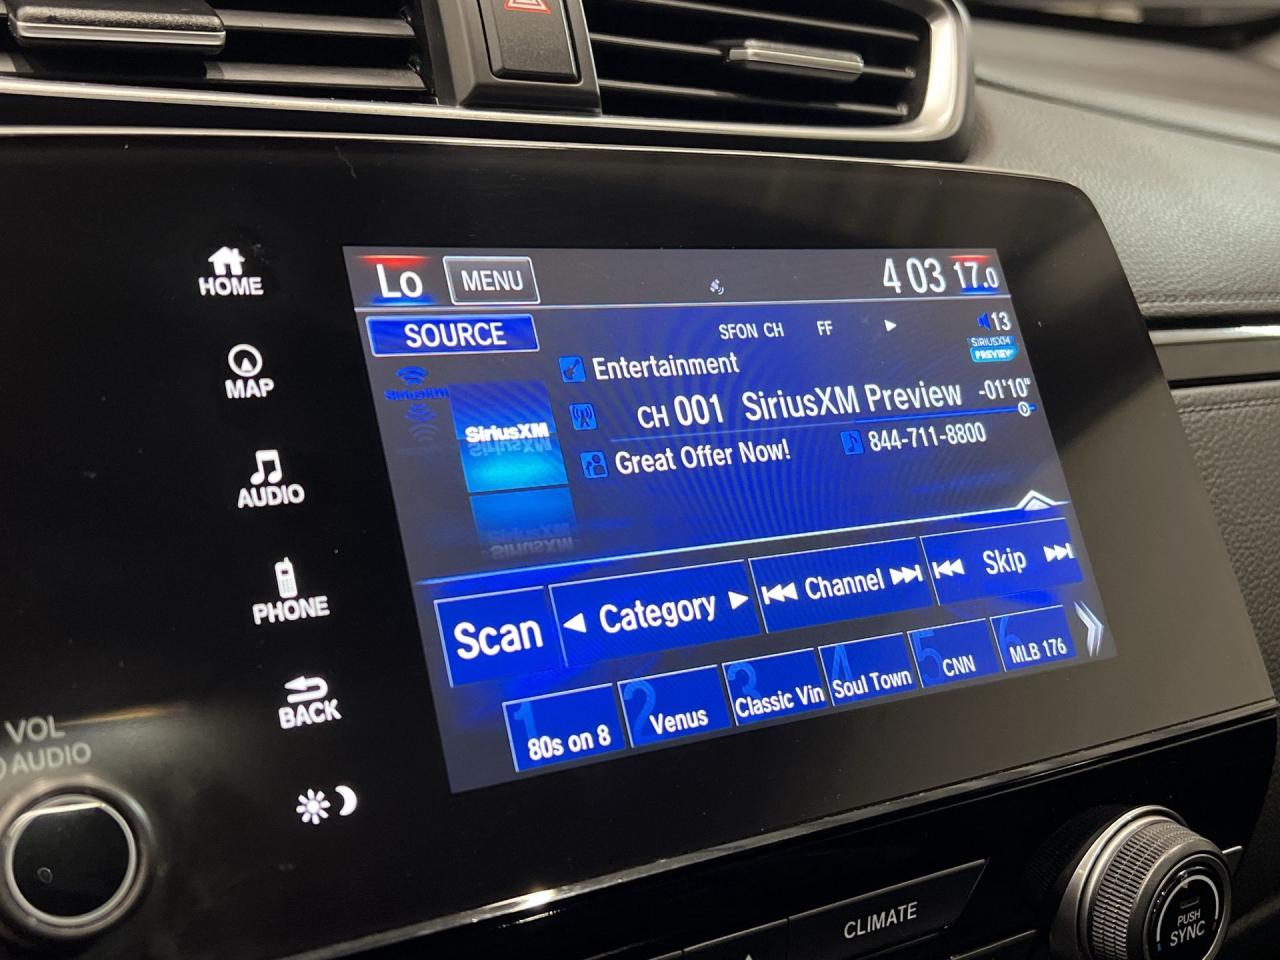 HOME
MAP
AUDIO
PHONE
BACK
VOL
AUDIO
Lo
MENU
4 03
17.0
SOURCE
SFON CH
FF
13
SIRIUSXM
PREVIEW
Entertainment
SiriusXM
SiriusXM
CH 001 SiriusXM Preview -01'10"
Great Offer Now!
844-711-8800
Scan
Category
Channel
Skip
1 80s on 8
2 Venus
3 Classic Vin
4 Soul Town
5 CNN
6 MLB 176
CLIMATE
PUSH
SYNC